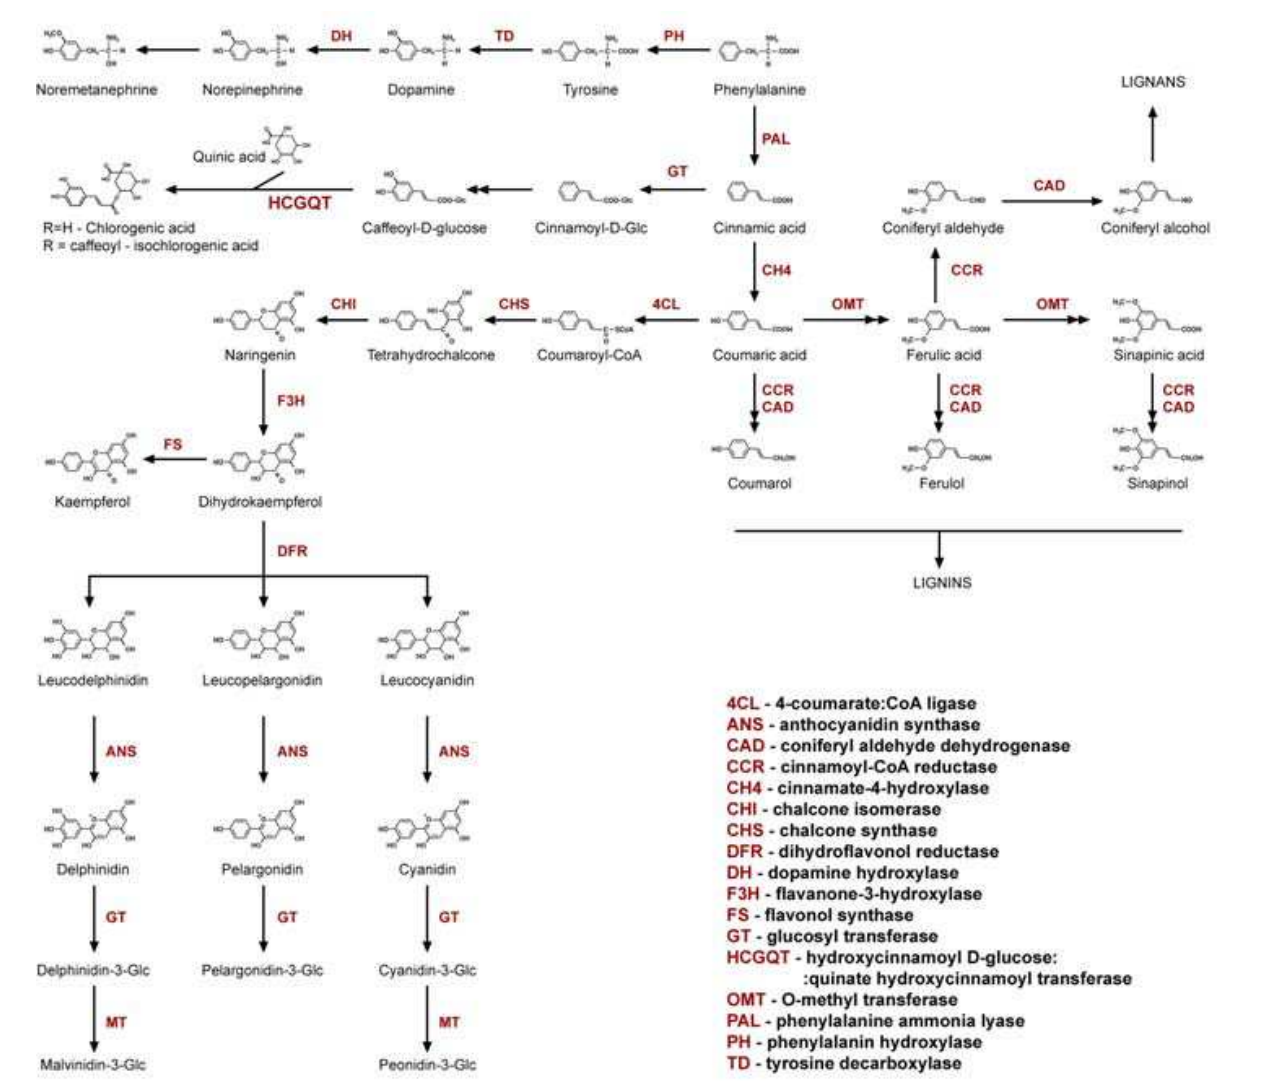 DH TD PH
Noremetanephrine Norepinephrine Dopamine Tyrosine Phenylalanine
LIGNANS
PAL
Quinic acid
GT
CAD
HCGQT
R=H - Chlorogenic acid
R = caffeoyl - isochlorogenic acid
Caffeoyl-D-glucose Cinnamoyl-D-Glc Cinnamic acid Coniferyl aldehyde Coniferyl alcohol
CH4 CCR
CHI CHS 4CL OMT OMT
Naringenin Tetrahydrochalcone Coumaroyl-CoA Coumaric acid Ferulic acid Sinapinic acid
F3H
CCR CCR CCR
CAD CAD CAD
FS
Kaempferol Dihydrokaempferol
Coumarol Ferulol Sinapinol
DFR
LIGNINS
Leucodelphinidin Leucopelargonidin Leucocyanidin
ANS ANS ANS
Delphinidin Pelargonidin Cyanidin
GT GT GT
Delphinidin-3-Glc Pelargonidin-3-Glc Cyanidin-3-Glc
MT MT
Malvinidin-3-Glc Peonidin-3-Glc
4CL - 4-coumarate:CoA ligase
ANS - anthocyanidin synthase
CAD - coniferyl aldehyde dehydrogenase
CCR - cinnamoyl-CoA reductase
CH4 - cinnamate-4-hydroxylase
CHI - chalcone isomerase
CHS - chalcone synthase
DFR - dihydroflavonol reductase
DH - dopamine hydroxylase
F3H - flavanone-3-hydroxylase
FS - flavonol synthase
GT - glucosyl transferase
HCGQT - hydroxycinnamoyl D-glucose:
:quinate hydroxycinnamoyl transferase
OMT - O-methyl transferase
PAL - phenylalanine ammonia lyase
PH - phenylalanin hydroxylase
TD - tyrosine decarboxylase